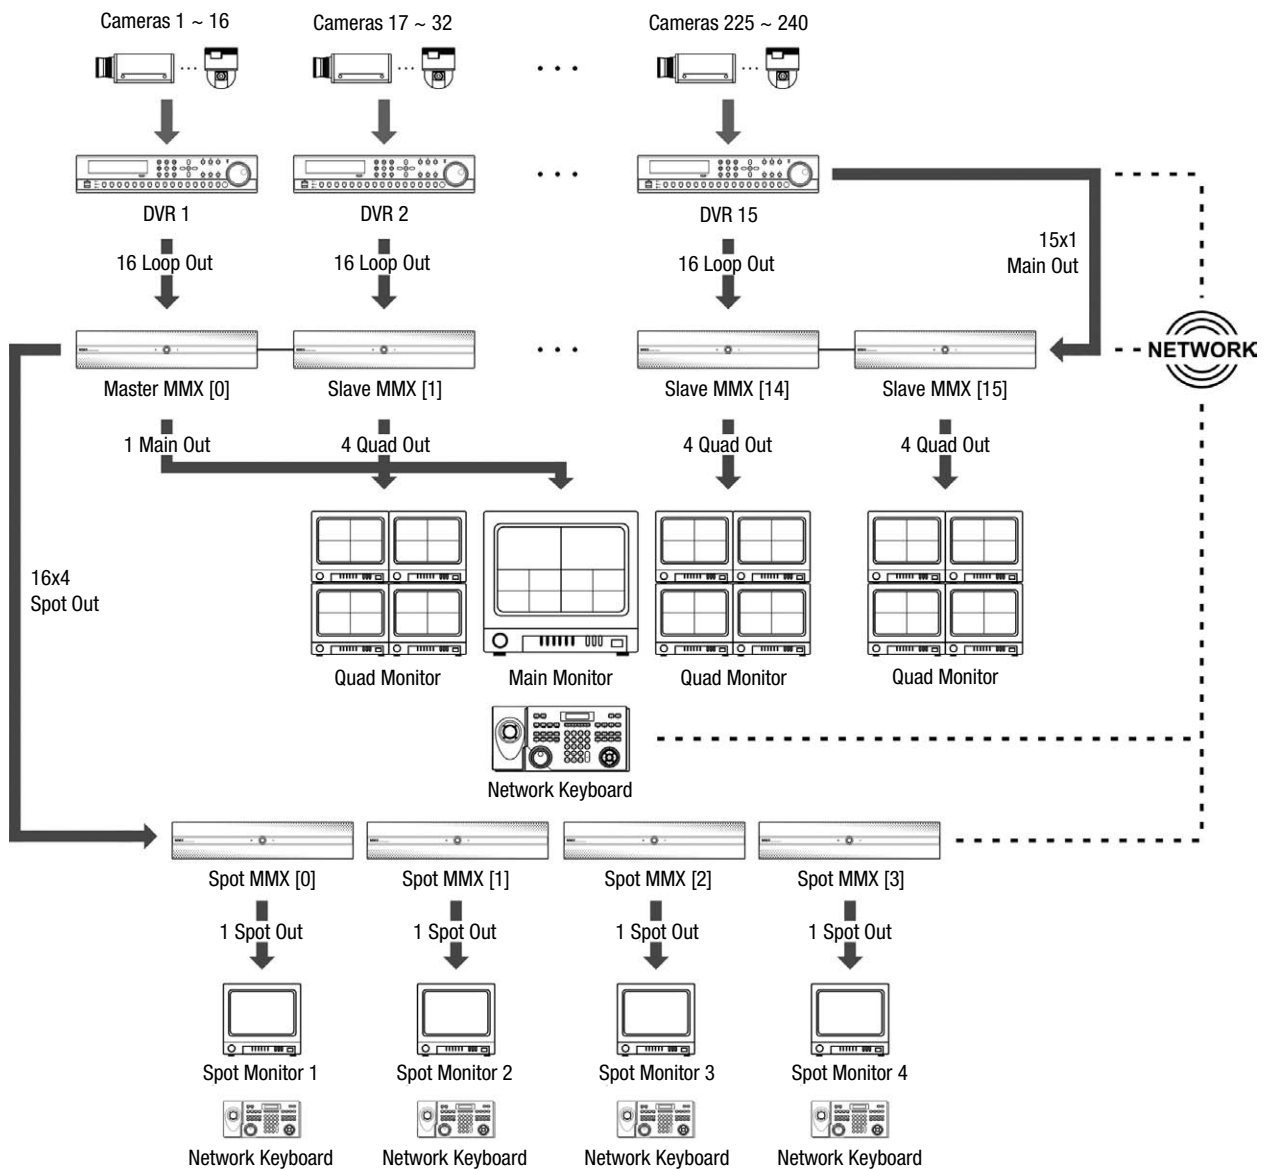 Cameras 1 ~ 16
Cameras 17 ~ 32
Cameras 225 ~ 240
DVR 1
DVR 2
DVR 15
16 Loop Out
16 Loop Out
16 Loop Out
15x1
Main Out
NETWORK
Master MMX [0]
Slave MMX [1]
Slave MMX [14]
Slave MMX [15]
1 Main Out
4 Quad Out
4 Quad Out
4 Quad Out
16x4
Spot Out
Quad Monitor
Main Monitor
Quad Monitor
Quad Monitor
Network Keyboard
Spot MMX [0]
Spot MMX [1]
Spot MMX [2]
Spot MMX [3]
1 Spot Out
1 Spot Out
1 Spot Out
1 Spot Out
Spot Monitor 1
Spot Monitor 2
Spot Monitor 3
Spot Monitor 4
Network Keyboard
Network Keyboard
Network Keyboard
Network Keyboard